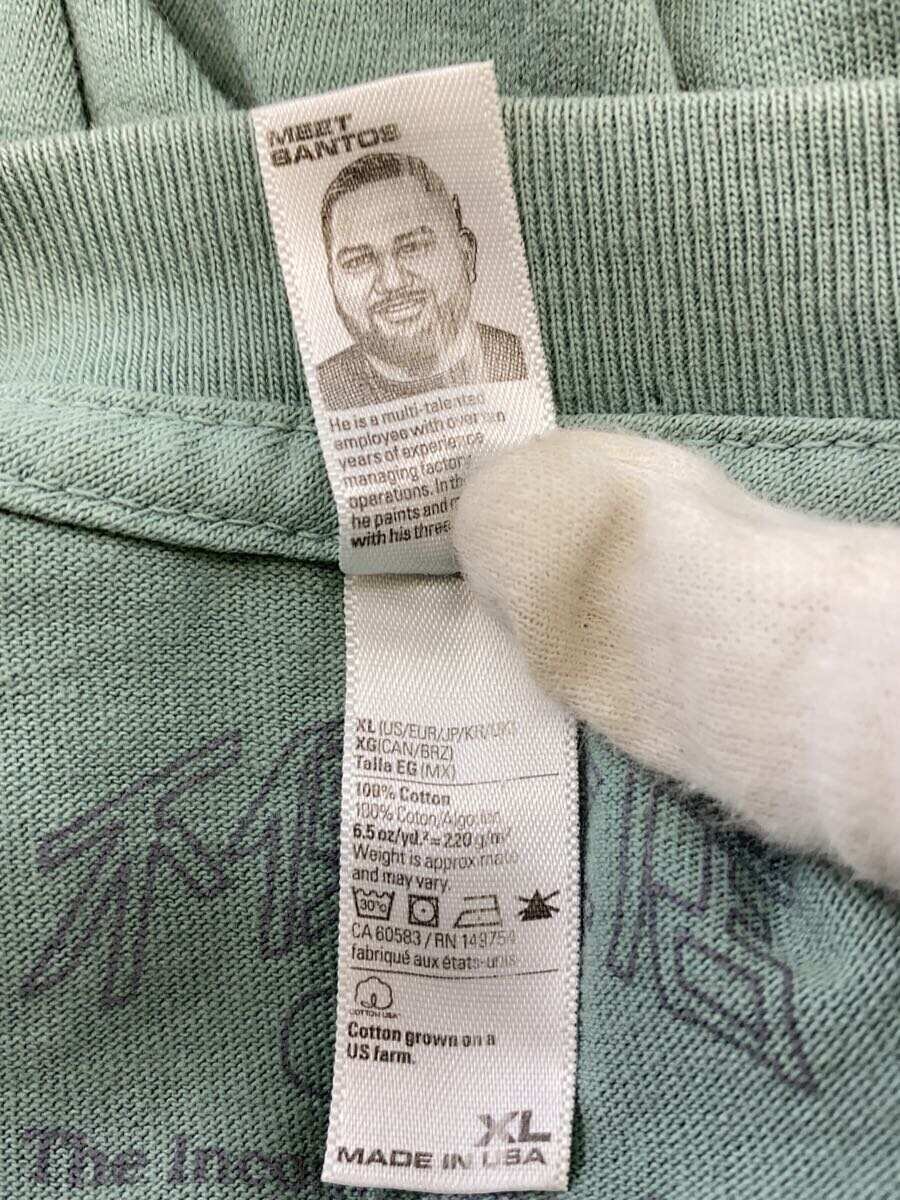 MEET
SANTOS
He is a multi-talented
employee with over ten
years of experience
managing factory
operations. In
he paints and
with his three
XL (US/EUR/JP/KR/UK)
XG(CAN/BRZ)
Talla EG (MX)
100% Cotton
100% Coton/Algodón
6.5 oz/yd.² = 220 g/m²
Weight is approximate
and may vary.
30°
CA 60583 / RN 149754
fabriqué aux états-unis
COTTON USA
Cotton grown on a
US farm.
XL
MADE IN USA
The